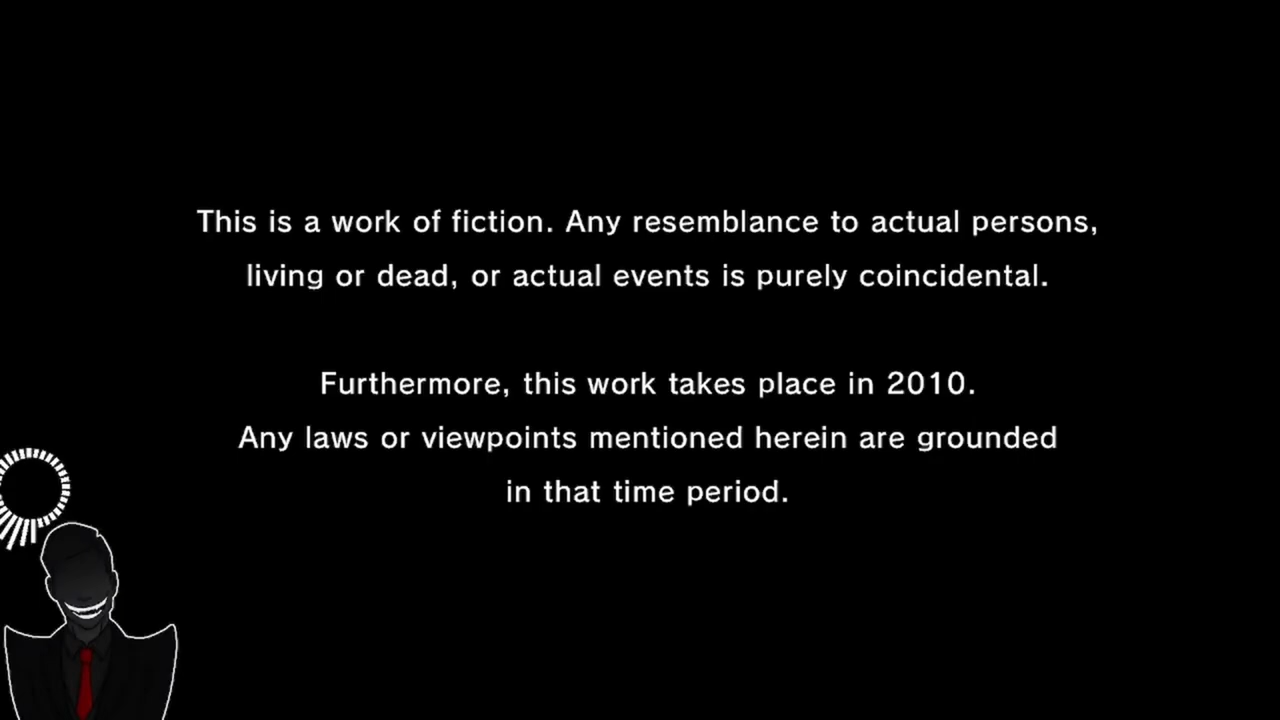 This is a work of fiction. Any resemblance to actual persons,
living or dead, or actual events is purely coincidental.
Furthermore, this work takes place in 2010.
Any laws or viewpoints mentioned herein are grounded
in that time period.